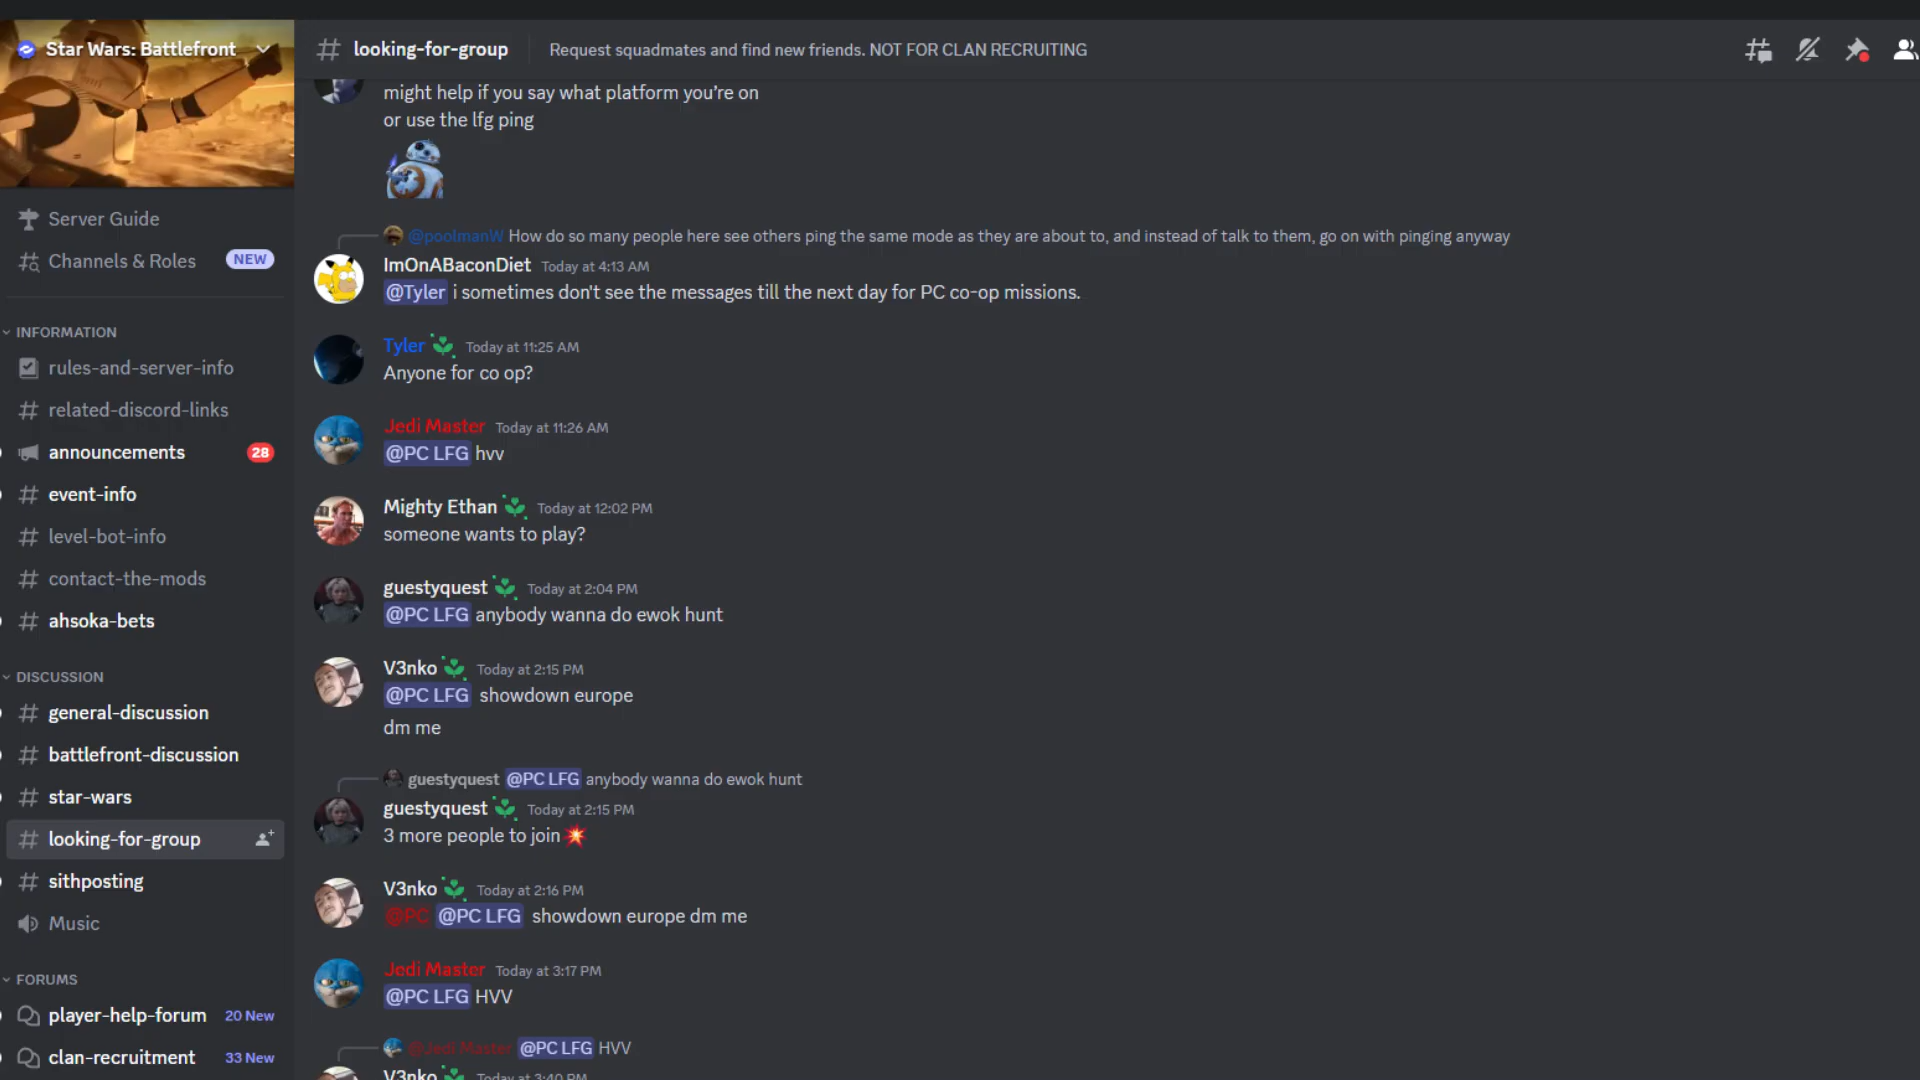 Star Wars: Battlefront
Server Guide
Channels & Roles NEW
INFORMATION
rules-and-server-info
related-discord-links
announcements 28
event-info
level-bot-info
contact-the-mods
ahsoka-bets
DISCUSSION
general-discussion
battlefront-discussion
star-wars
looking-for-group
sithposting
Music
FORUMS
player-help-forum 20 New
clan-recruitment 33 New
looking-for-group Request squadmates and find new friends. NOT FOR CLAN RECRUITING
might help if you say what platform you're on
or use the lfg ping
@poolmanW How do so many people here see others ping the same mode as they are about to, and instead of talk to them, go on with pinging anyway
ImOnABaconDiet Today at 4:13 AM
@Tyler i sometimes don't see the messages till the next day for PC co-op missions.
Tyler Today at 11:25 AM
Anyone for co op?
Jedi Master Today at 11:26 AM
@PC LFG hvv
Mighty Ethan Today at 12:02 PM
someone wants to play?
guestyquest Today at 2:04 PM
@PC LFG anybody wanna do ewok hunt
V3nko Today at 2:15 PM
@PC LFG showdown europe
dm me
guestyquest @PC LFG anybody wanna do ewok hunt
guestyquest Today at 2:15 PM
3 more people to join 💥
V3nko Today at 2:16 PM
@PC @PC LFG showdown europe dm me
Jedi Master Today at 3:17 PM
@PC LFG HVV
@Jedi Master @PC LFG HVV
V3nko Today at 3:40 PM